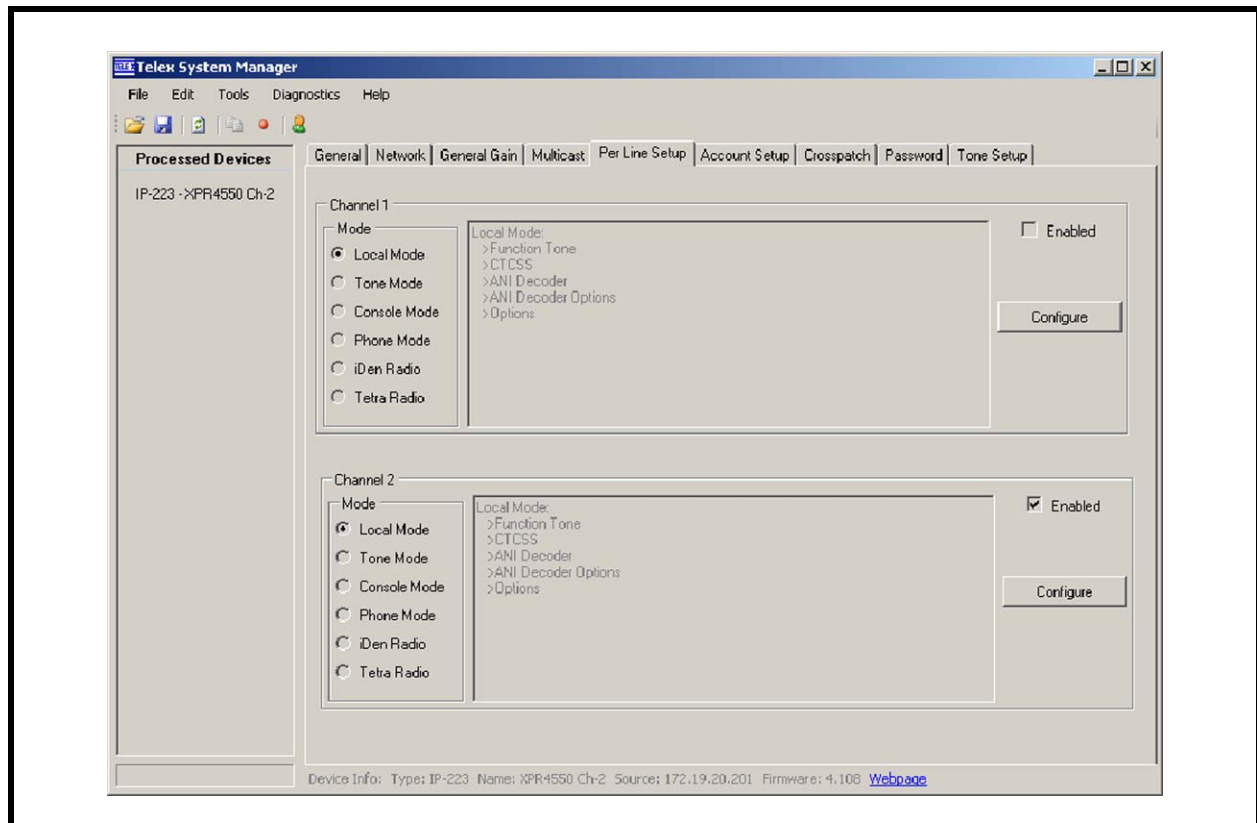 TELEX Telex System Manager
File Edit Tools Diagnostics Help
Processed Devices
IP-223 - XPR4550 Ch-2
General Network General Gain Multicast Per Line Setup Account Setup Crosspatch Password Tone Setup
Channel 1
Mode
Local Mode
Tone Mode
Console Mode
Phone Mode
iDen Radio
Tetra Radio
Local Mode:
>Function Tone
>CTCSS
>ANI Decoder
>ANI Decoder Options
>Options
Enabled
Configure
Channel 2
Mode
Local Mode
Tone Mode
Console Mode
Phone Mode
iDen Radio
Tetra Radio
Local Mode:
>Function Tone
>CTCSS
>ANI Decoder
>ANI Decoder Options
>Options
Enabled
Configure
Device Info: Type: IP-223 Name: XPR4550 Ch-2 Source: 172.19.20.201 Firmware: 4.108 Webpage